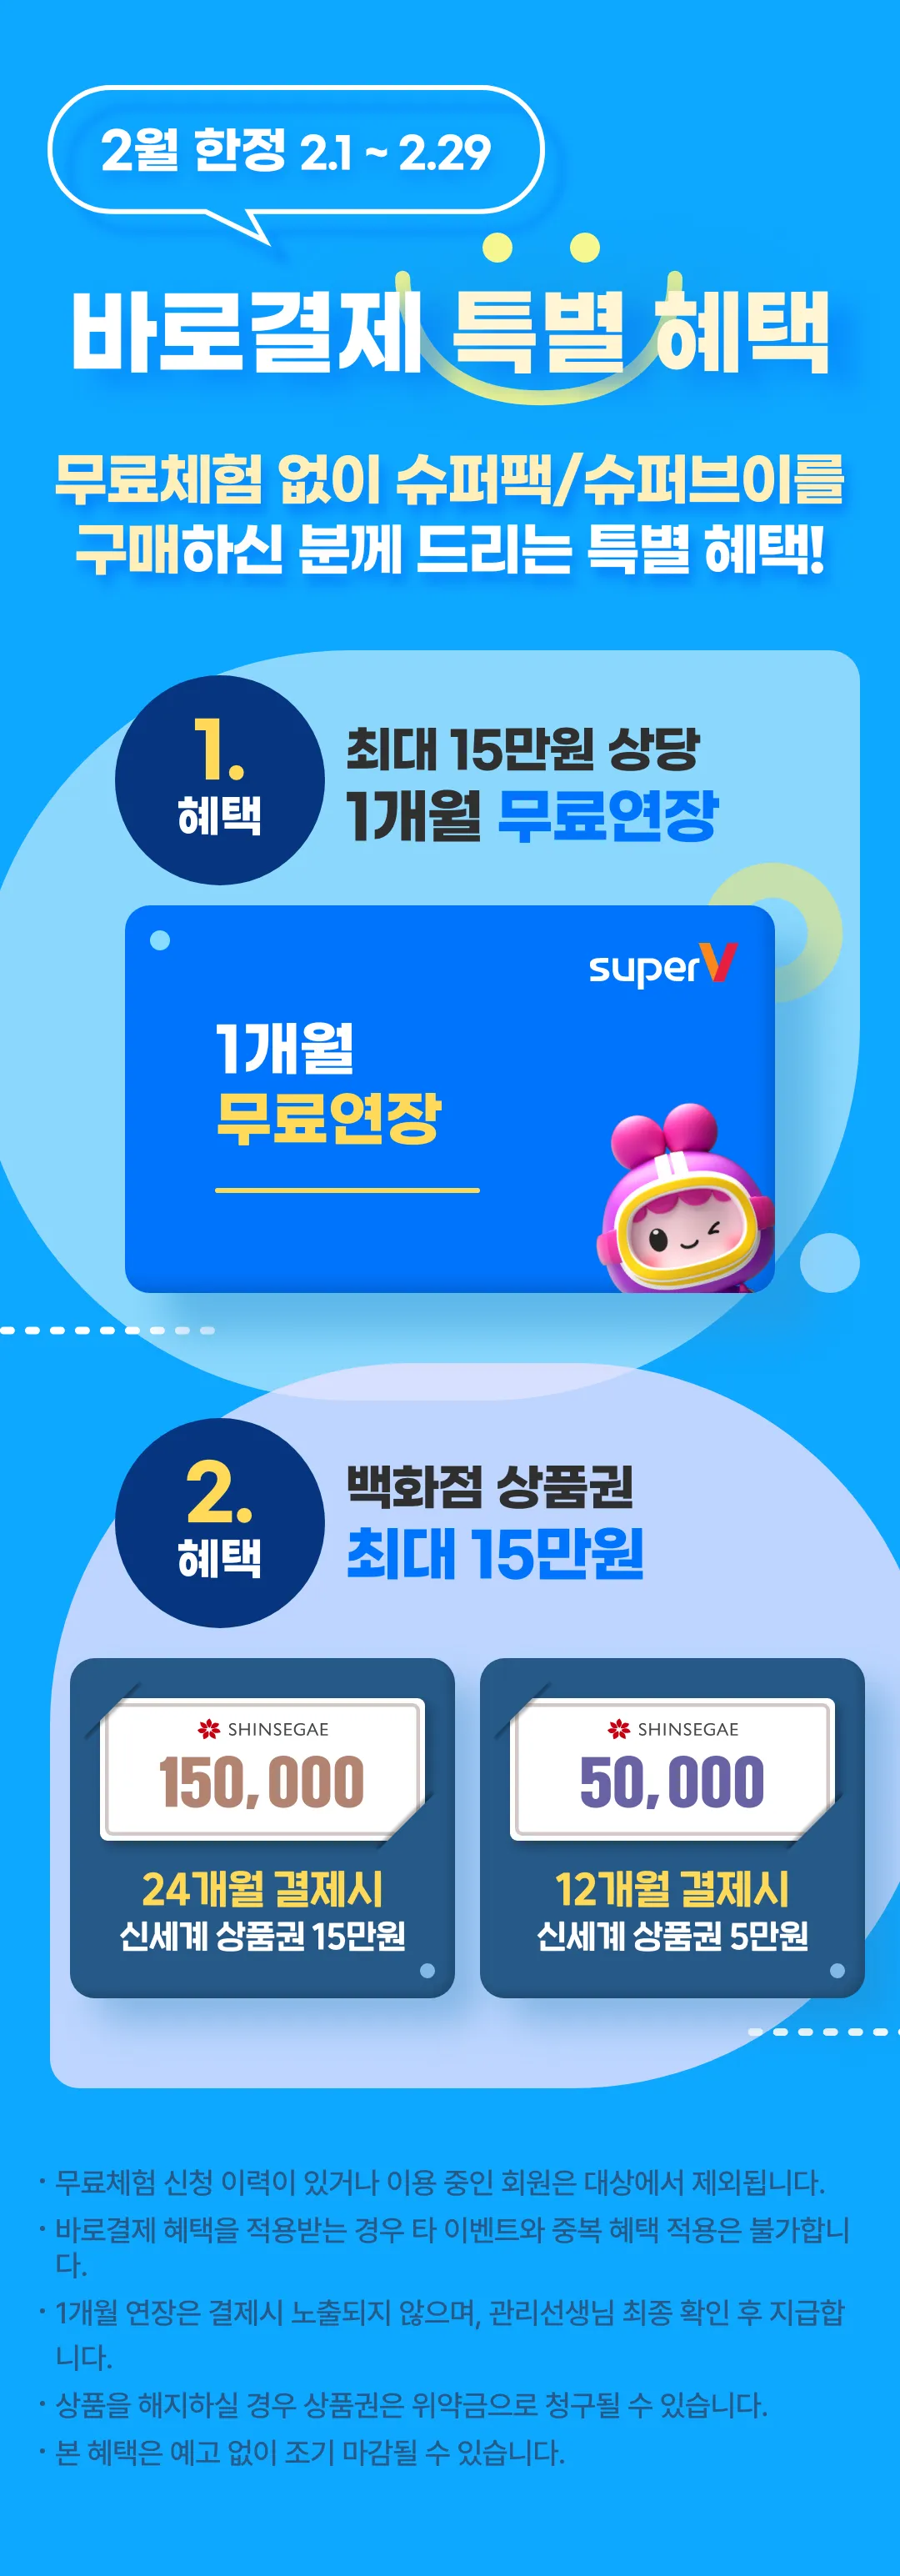 2월 한정 2.1 ~ 2.29
바로결제 특별 혜택
무료체험 없이 슈퍼팩/슈퍼브이를
구매하신 분께 드리는 특별 혜택!
1.
혜택
최대 15만원 상당
1개월 무료연장
superV
1개월
무료연장
2.
혜택
백화점 상품권
최대 15만원
SHINSEGAE
150,000
24개월 결제시
신세계 상품권 15만원
SHINSEGAE
50,000
12개월 결제시
신세계 상품권 5만원
· 무료체험 신청 이력이 있거나 이용 중인 회원은 대상에서 제외됩니다.
· 바로결제 혜택을 적용받는 경우 타 이벤트와 중복 혜택 적용은 불가합니
다.
· 1개월 연장은 결제시 노출되지 않으며, 관리선생님 최종 확인 후 지급합
니다.
· 상품을 해지하실 경우 상품권은 위약금으로 청구될 수 있습니다.
· 본 혜택은 예고 없이 조기 마감될 수 있습니다.